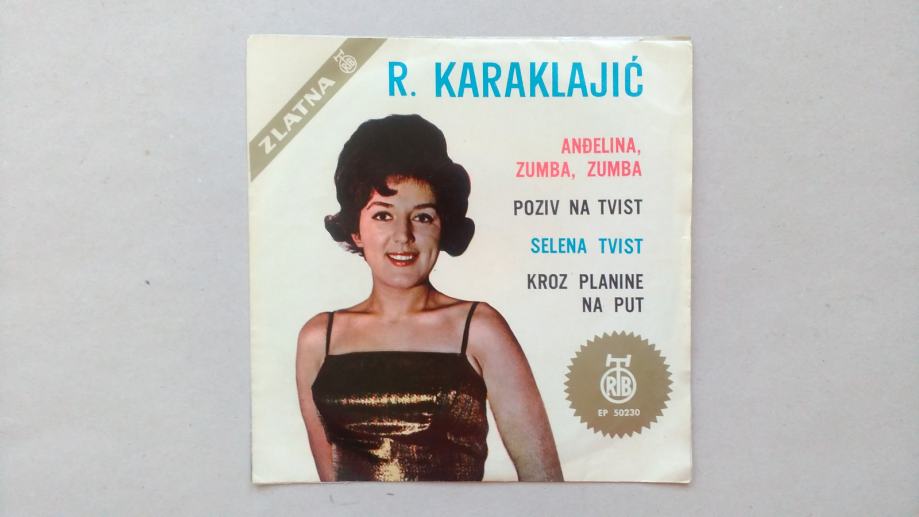 ZLATNA
RTB
R. KARAKLAJIĆ
ANĐELINA,
ZUMBA, ZUMBA
POZIV NA TVIST
SELENA TVIST
KROZ PLANINE
NA PUT
RTB
EP 50230